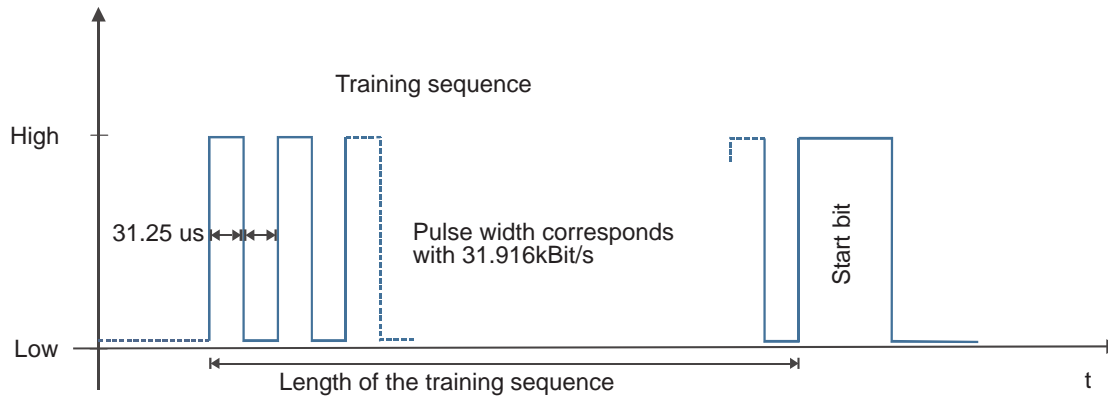 Training sequence
High
31.25 us
Pulse width corresponds
with 31.916kBit/s
Start bit
Low
Length of the training sequence
t